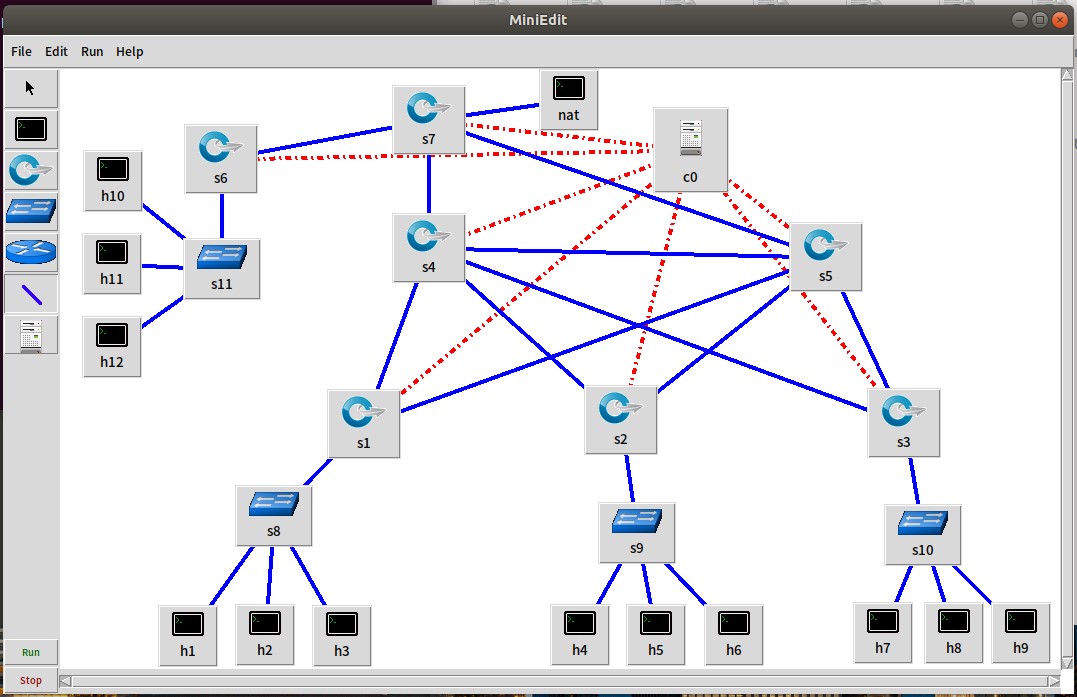 MiniEdit
File Edit Run Help
nat
s7
c0
s6
h10
s4
s5
h11
s11
h12
s1
s2
s3
s8
s9
s10
h1
h2
h3
h4
h5
h6
h7
h8
h9
Run
Stop